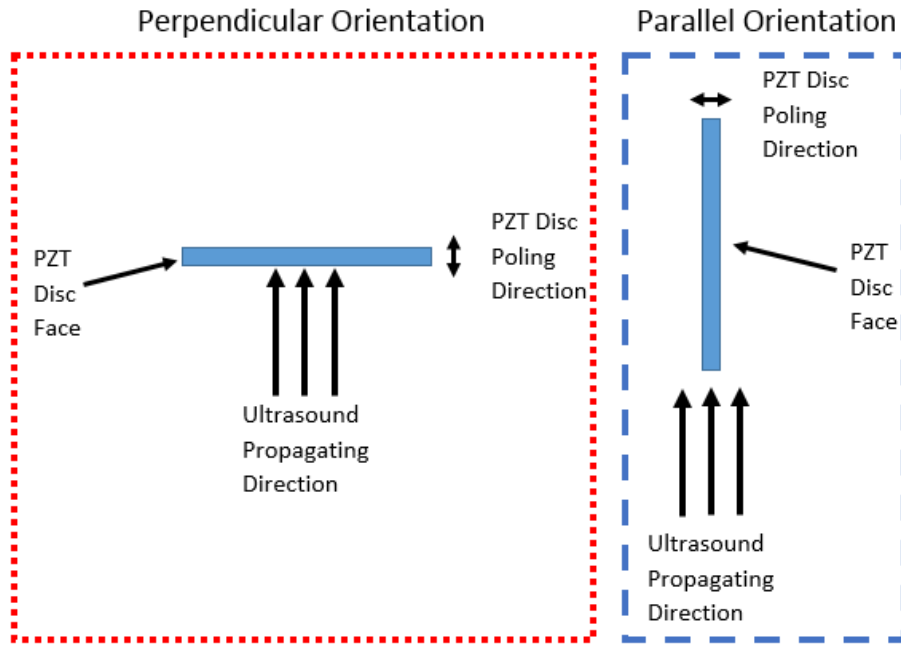 Perpendicular Orientation
PZT
Disc
Face
PZT Disc
Poling
Direction
Ultrasound
Propagating
Direction
Parallel Orientation
PZT Disc
Poling
Direction
PZT
Disc
Face
Ultrasound
Propagating
Direction